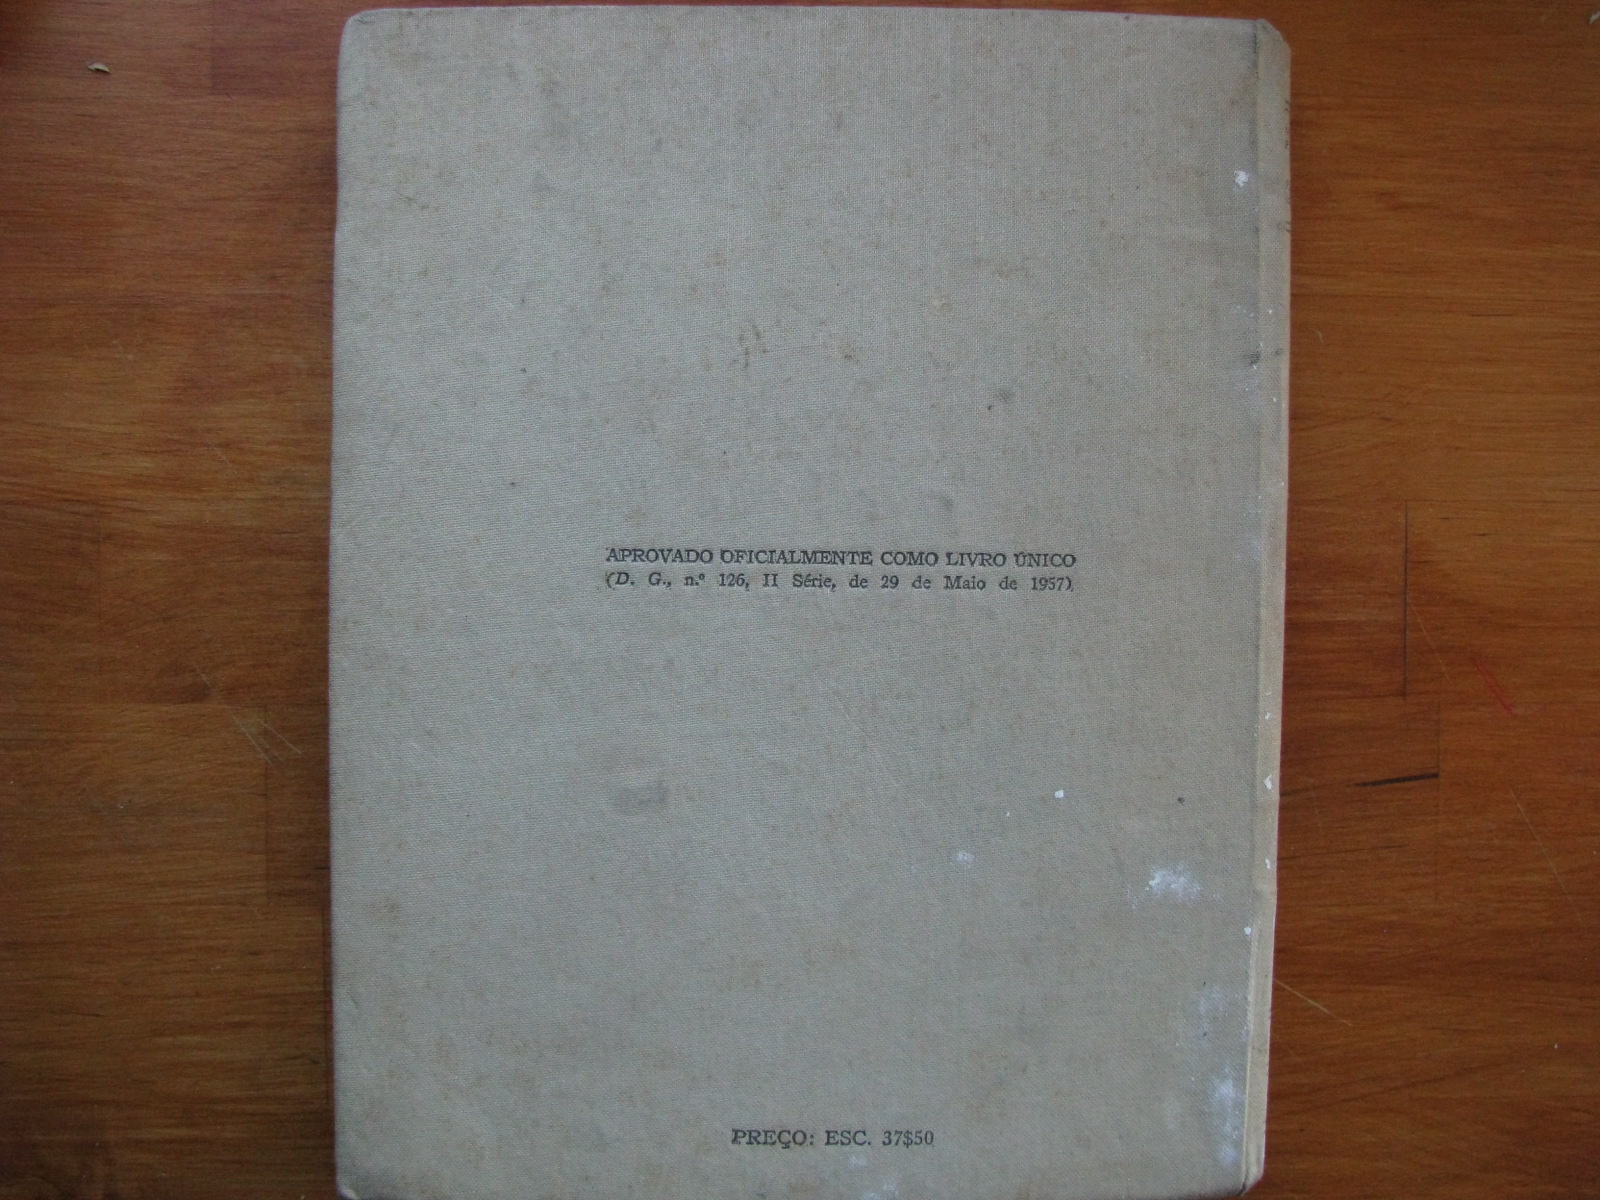 APROVADO OFICIALMENTE COMO LIVRO ÚNICO
(D. G., n.º 126, II Série, de 29 de Maio de 1957)
PREÇO: ESC. 37$50